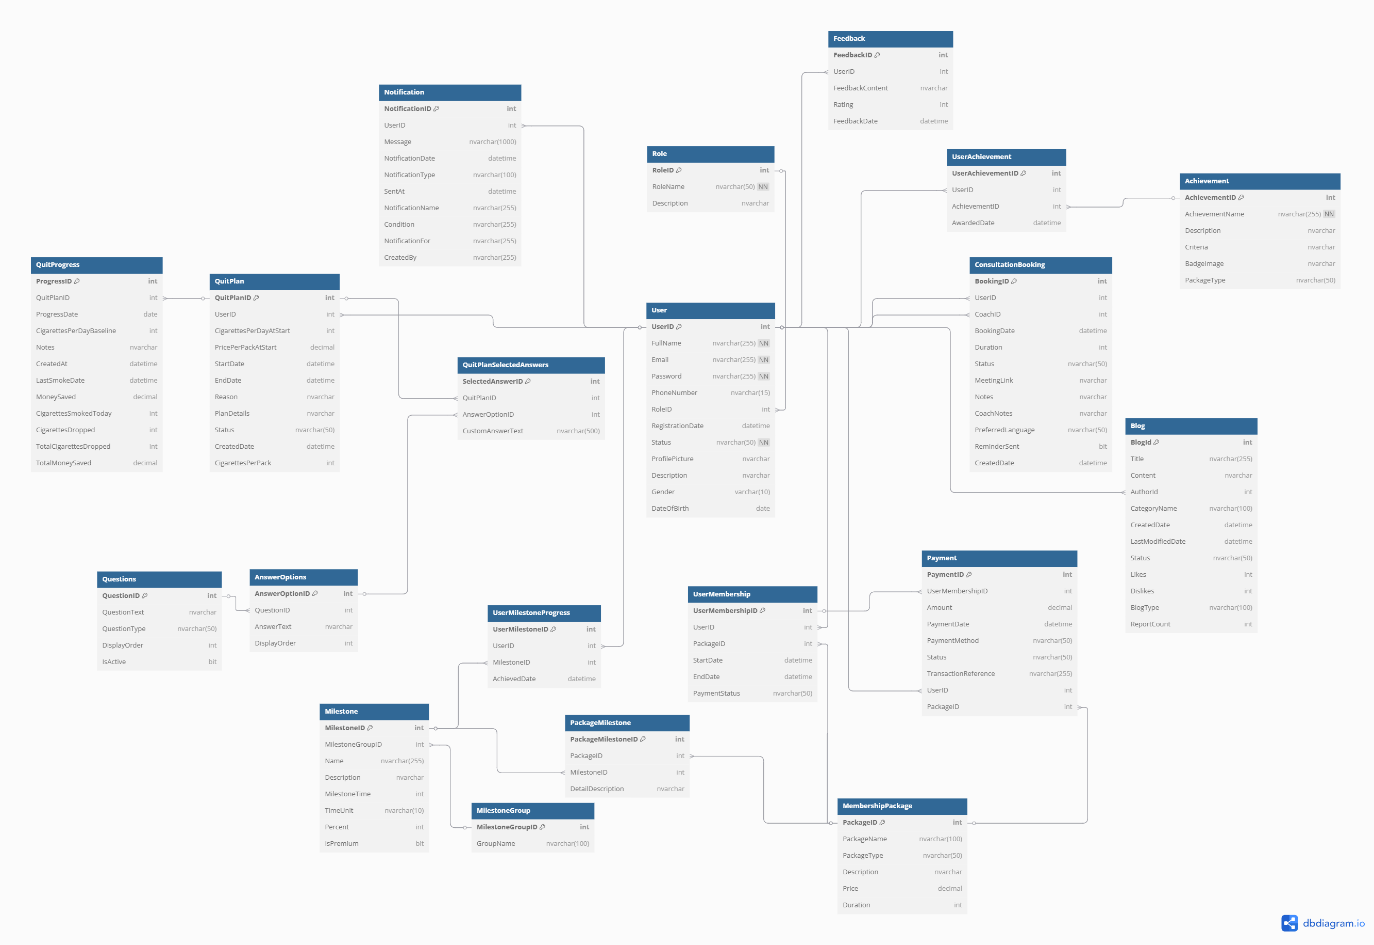 Feedback
FeedbackID int
UserID int
FeedbackContent nvarchar
Rating int
FeedbackDate datetime
Notification
NotificationID int
UserID int
Message nvarchar(1000)
NotificationDate datetime
NotificationType nvarchar(100)
SentAt datetime
NotificationName nvarchar(255)
Condition nvarchar(255)
NotificationFor nvarchar(255)
CreatedBy nvarchar(255)
Role
RoleID int
RoleName nvarchar(50) NN
Description nvarchar
UserAchievement
UserAchievementID int
UserID int
AchievementID int
AwardedDate datetime
Achievement
AchievementID int
AchievementName nvarchar(255) NN
Description nvarchar
Criteria nvarchar
BadgeImage nvarchar
PackageType nvarchar(50)
QuitProgress
ProgressID int
QuitPlanID int
ProgressDate date
CigarettesPerDayBaseline int
Notes nvarchar
CreatedAt datetime
LastSmokeDate datetime
MoneySaved decimal
CigarettesSmokedToday int
CigarettesDropped int
TotalCigarettesDropped int
TotalMoneySaved decimal
QuitPlan
QuitPlanID int
UserID int
CigarettesPerDayAtStart int
PricePerPackAtStart decimal
StartDate datetime
EndDate datetime
Reason nvarchar
PlanDetails nvarchar
Status nvarchar(50)
CreatedDate datetime
CigarettesPerPack int
QuitPlanSelectedAnswers
SelectedAnswerID int
QuitPlanID int
AnswerOptionID int
CustomAnswerText nvarchar(500)
User
UserID int
FullName nvarchar(255) NN
Email nvarchar(255) NN
Password nvarchar(255) NN
PhoneNumber nvarchar(15)
RoleID int
RegistrationDate datetime
Status nvarchar(50) NN
ProfilePicture nvarchar
Description nvarchar
Gender varchar(10)
DateOfBirth date
ConsultationBooking
BookingID int
UserID int
CoachID int
BookingDate datetime
Duration int
Status nvarchar(50)
MeetingLink nvarchar
Notes nvarchar
CoachNotes nvarchar
PreferredLanguage nvarchar(50)
ReminderSent bit
CreatedDate datetime
Blog
BlogId int
Title nvarchar(255)
Content nvarchar
AuthorId int
CategoryName nvarchar(100)
CreatedDate datetime
LastModifiedDate datetime
Status nvarchar(50)
Likes int
Dislikes int
BlogType nvarchar(100)
ReportCount int
Questions
QuestionID int
QuestionText nvarchar
QuestionType nvarchar(50)
DisplayOrder int
IsActive bit
AnswerOptions
AnswerOptionID int
QuestionID int
AnswerText nvarchar
DisplayOrder int
UserMilestoneProgress
UserMilestoneID int
UserID int
MilestoneID int
AchievedDate datetime
UserMembership
UserMembershipID int
UserID int
PackageID int
StartDate datetime
EndDate datetime
PaymentStatus nvarchar(50)
Payment
PaymentID int
UserMembershipID int
Amount decimal
PaymentDate datetime
PaymentMethod nvarchar(50)
Status nvarchar(50)
TransactionReference nvarchar(255)
UserID int
PackageID int
Milestone
MilestoneID int
MilestoneGroupID int
Name nvarchar(255)
Description nvarchar
MilestoneTime int
TimeUnit nvarchar(10)
Percent int
IsPremium bit
PackageMilestone
PackageMilestoneID int
PackageID int
MilestoneID int
DetailDescription nvarchar
MilestoneGroup
MilestoneGroupID int
GroupName nvarchar(100)
MembershipPackage
PackageID int
PackageName nvarchar(100)
PackageType nvarchar(50)
Description nvarchar
Price decimal
Duration int
dbdiagram.io